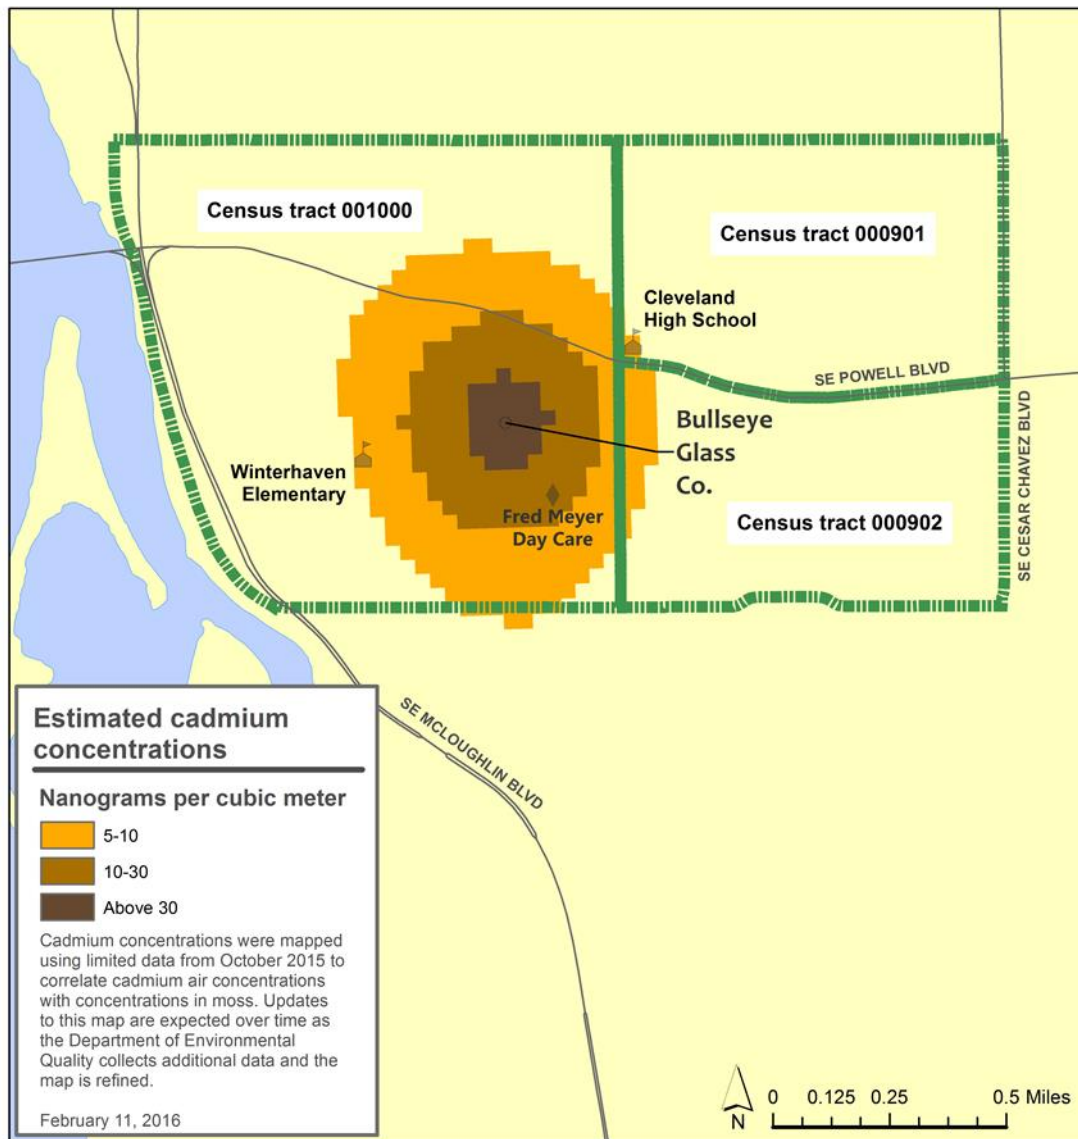 Census tract 001000
Census tract 000901
Cleveland
High School
SE POWELL BLVD
Bullseye
Glass
Co.
Winterhaven
Elementary
Fred Meyer
Day Care
Census tract 000902
SE CESAR CHAVEZ BLVD
SE MCLOUGHLIN BLVD
Estimated cadmium
concentrations
Nanograms per cubic meter
5-10
10-30
Above 30
Cadmium concentrations were mapped
using limited data from October 2015 to
correlate cadmium air concentrations
with concentrations in moss. Updates
to this map are expected over time as
the Department of Environmental
Quality collects additional data and the
map is refined.
February 11, 2016
N
0 0.125 0.25 0.5 Miles